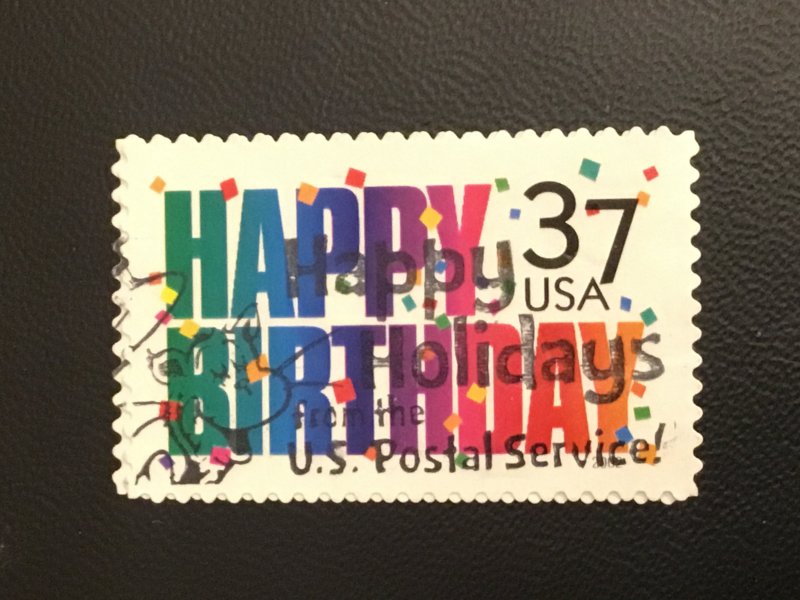 HAPPY
37
USA
BIRTHDAY
Happy
Holidays
from the
U.S. Postal Service!